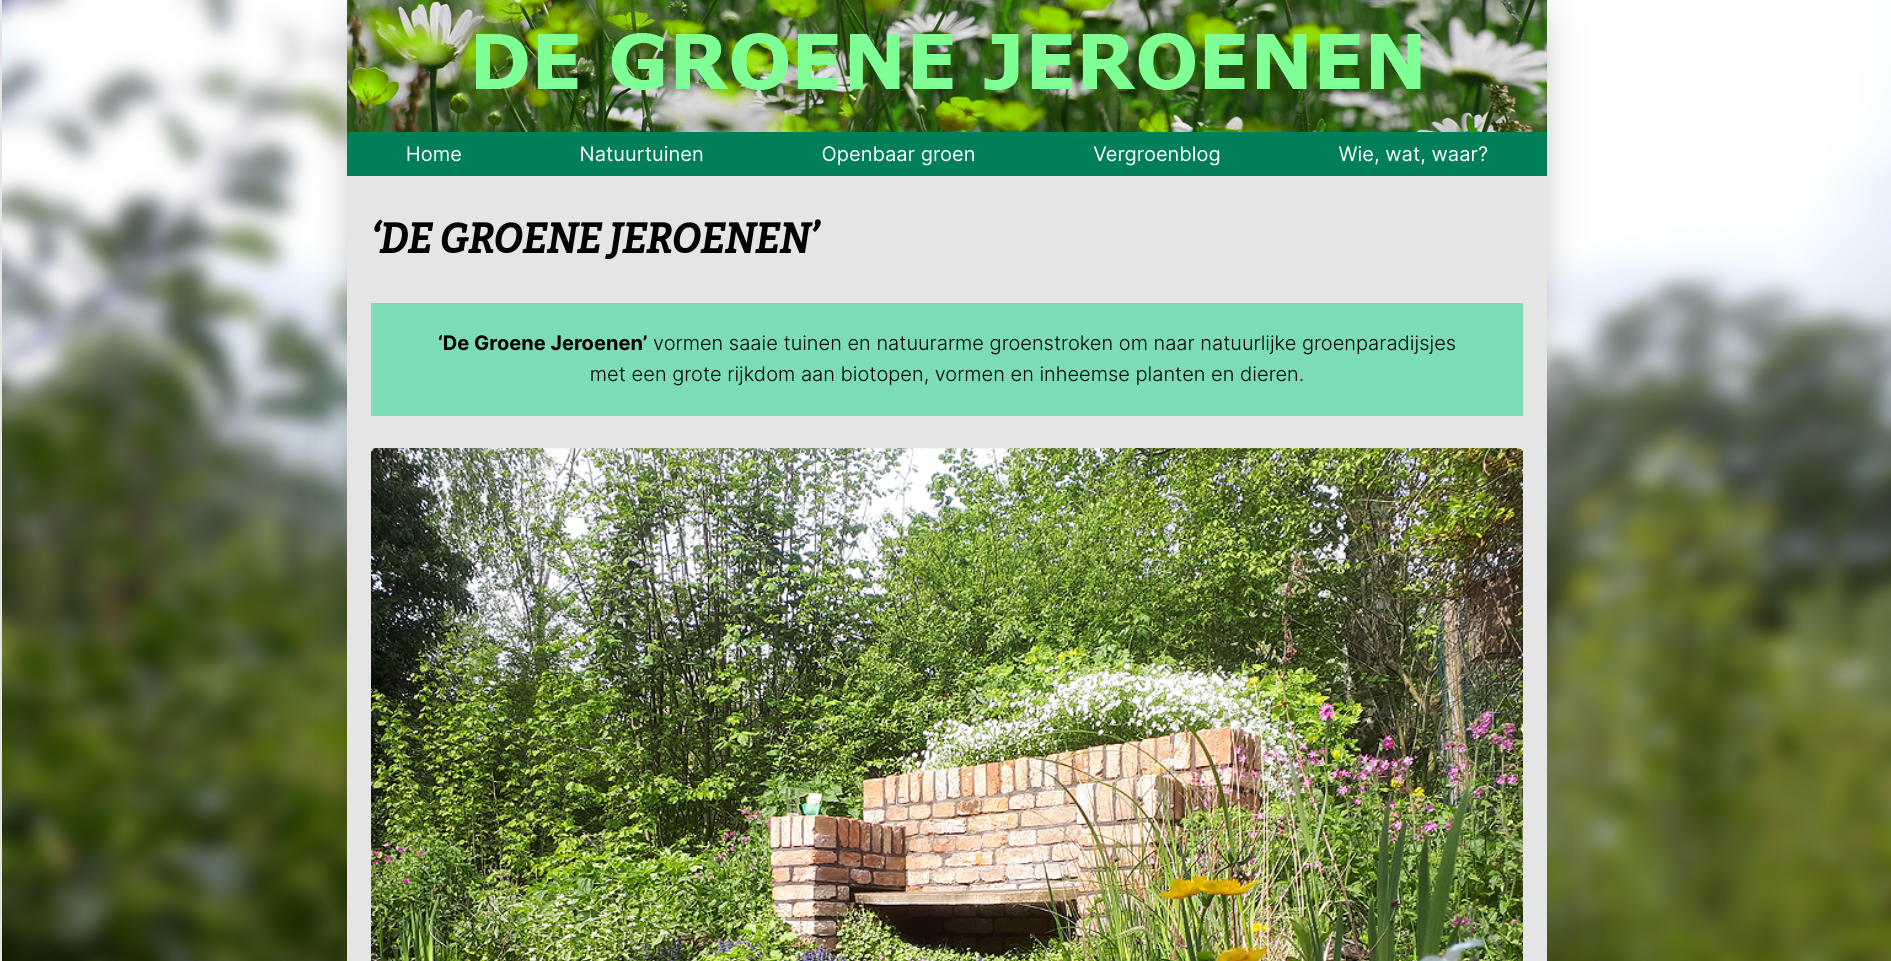 DE GROENE JEROENEN
Home Natuurtuinen Openbaar groen Vergroenblog Wie, wat, waar?
‘DE GROENE JEROENEN’
‘De Groene Jeroenen’ vormen saaie tuinen en natuurarme groenstroken om naar natuurlijke groenparadijsjes
met een grote rijkdom aan biotopen, vormen en inheemse planten en dieren.